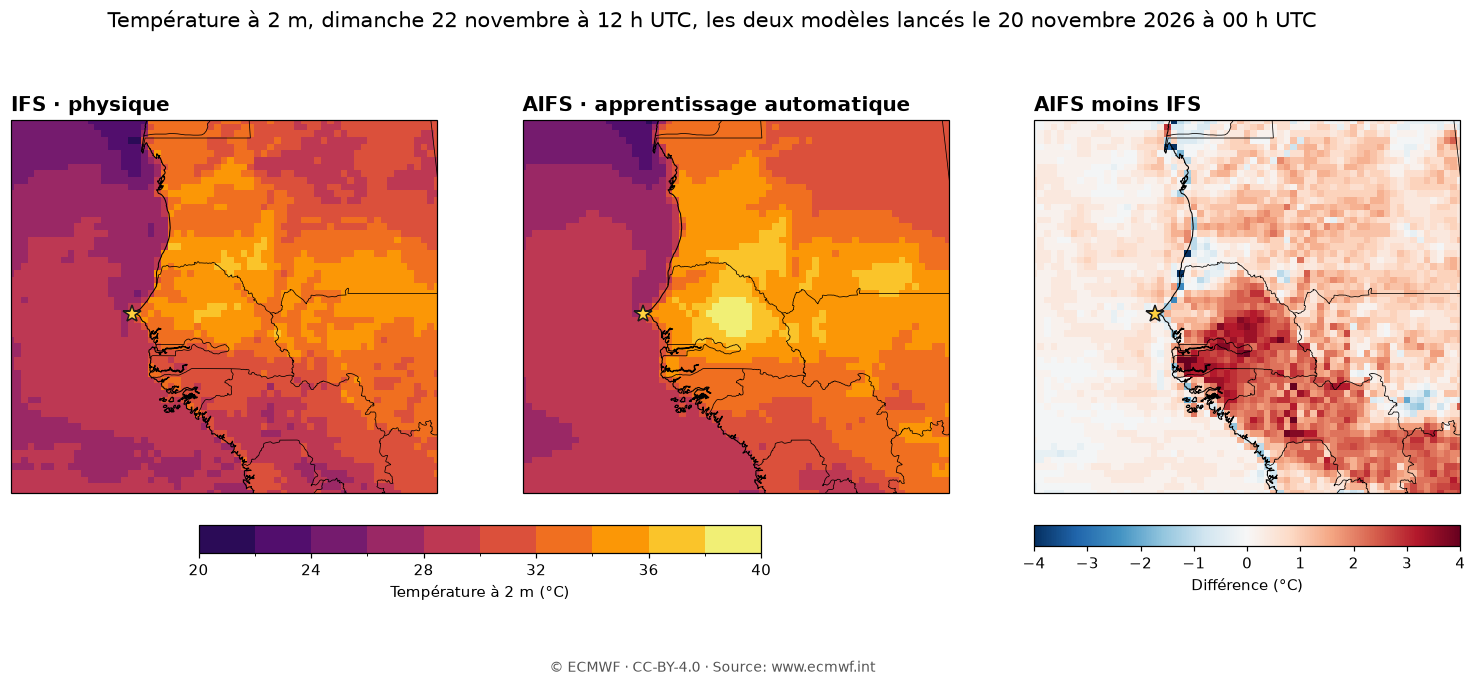 Température à 2 m, dimanche 22 novembre à 12 h UTC, les deux modèles lancés le 20 novembre 2026 à 00 h UTC
IFS · physique
AIFS · apprentissage automatique
AIFS moins IFS
20 24 28 32 36 40
Température à 2 m (°C)
−4 −3 −2 −1 0 1 2 3 4
Différence (°C)
© ECMWF · CC-BY-4.0 · Source: www.ecmwf.int